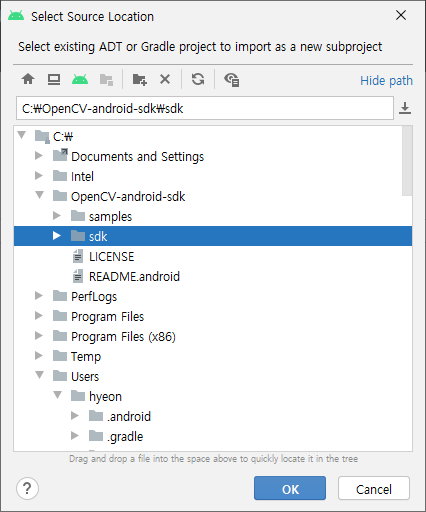 Select Source Location
Select existing ADT or Gradle project to import as a new subproject
Hide path
C:₩OpenCV-android-sdk₩sdk
C:₩
Documents and Settings
Intel
OpenCV-android-sdk
samples
sdk
LICENSE
README.android
PerfLogs
Program Files
Program Files (x86)
Temp
Users
hyeon
.android
.gradle
Drag and drop a file into the space above to quickly locate it in the tree
?
OK
Cancel